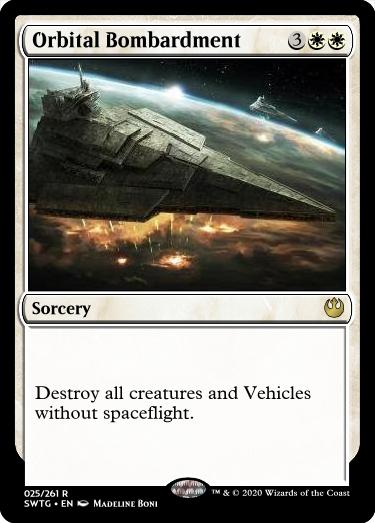 Orbital Bombardment 3
Sorcery
Destroy all creatures and Vehicles
without spaceflight.
025/261 R
SWTG • EN Madeline Boni
™ & © 2020 Wizards of the Coast